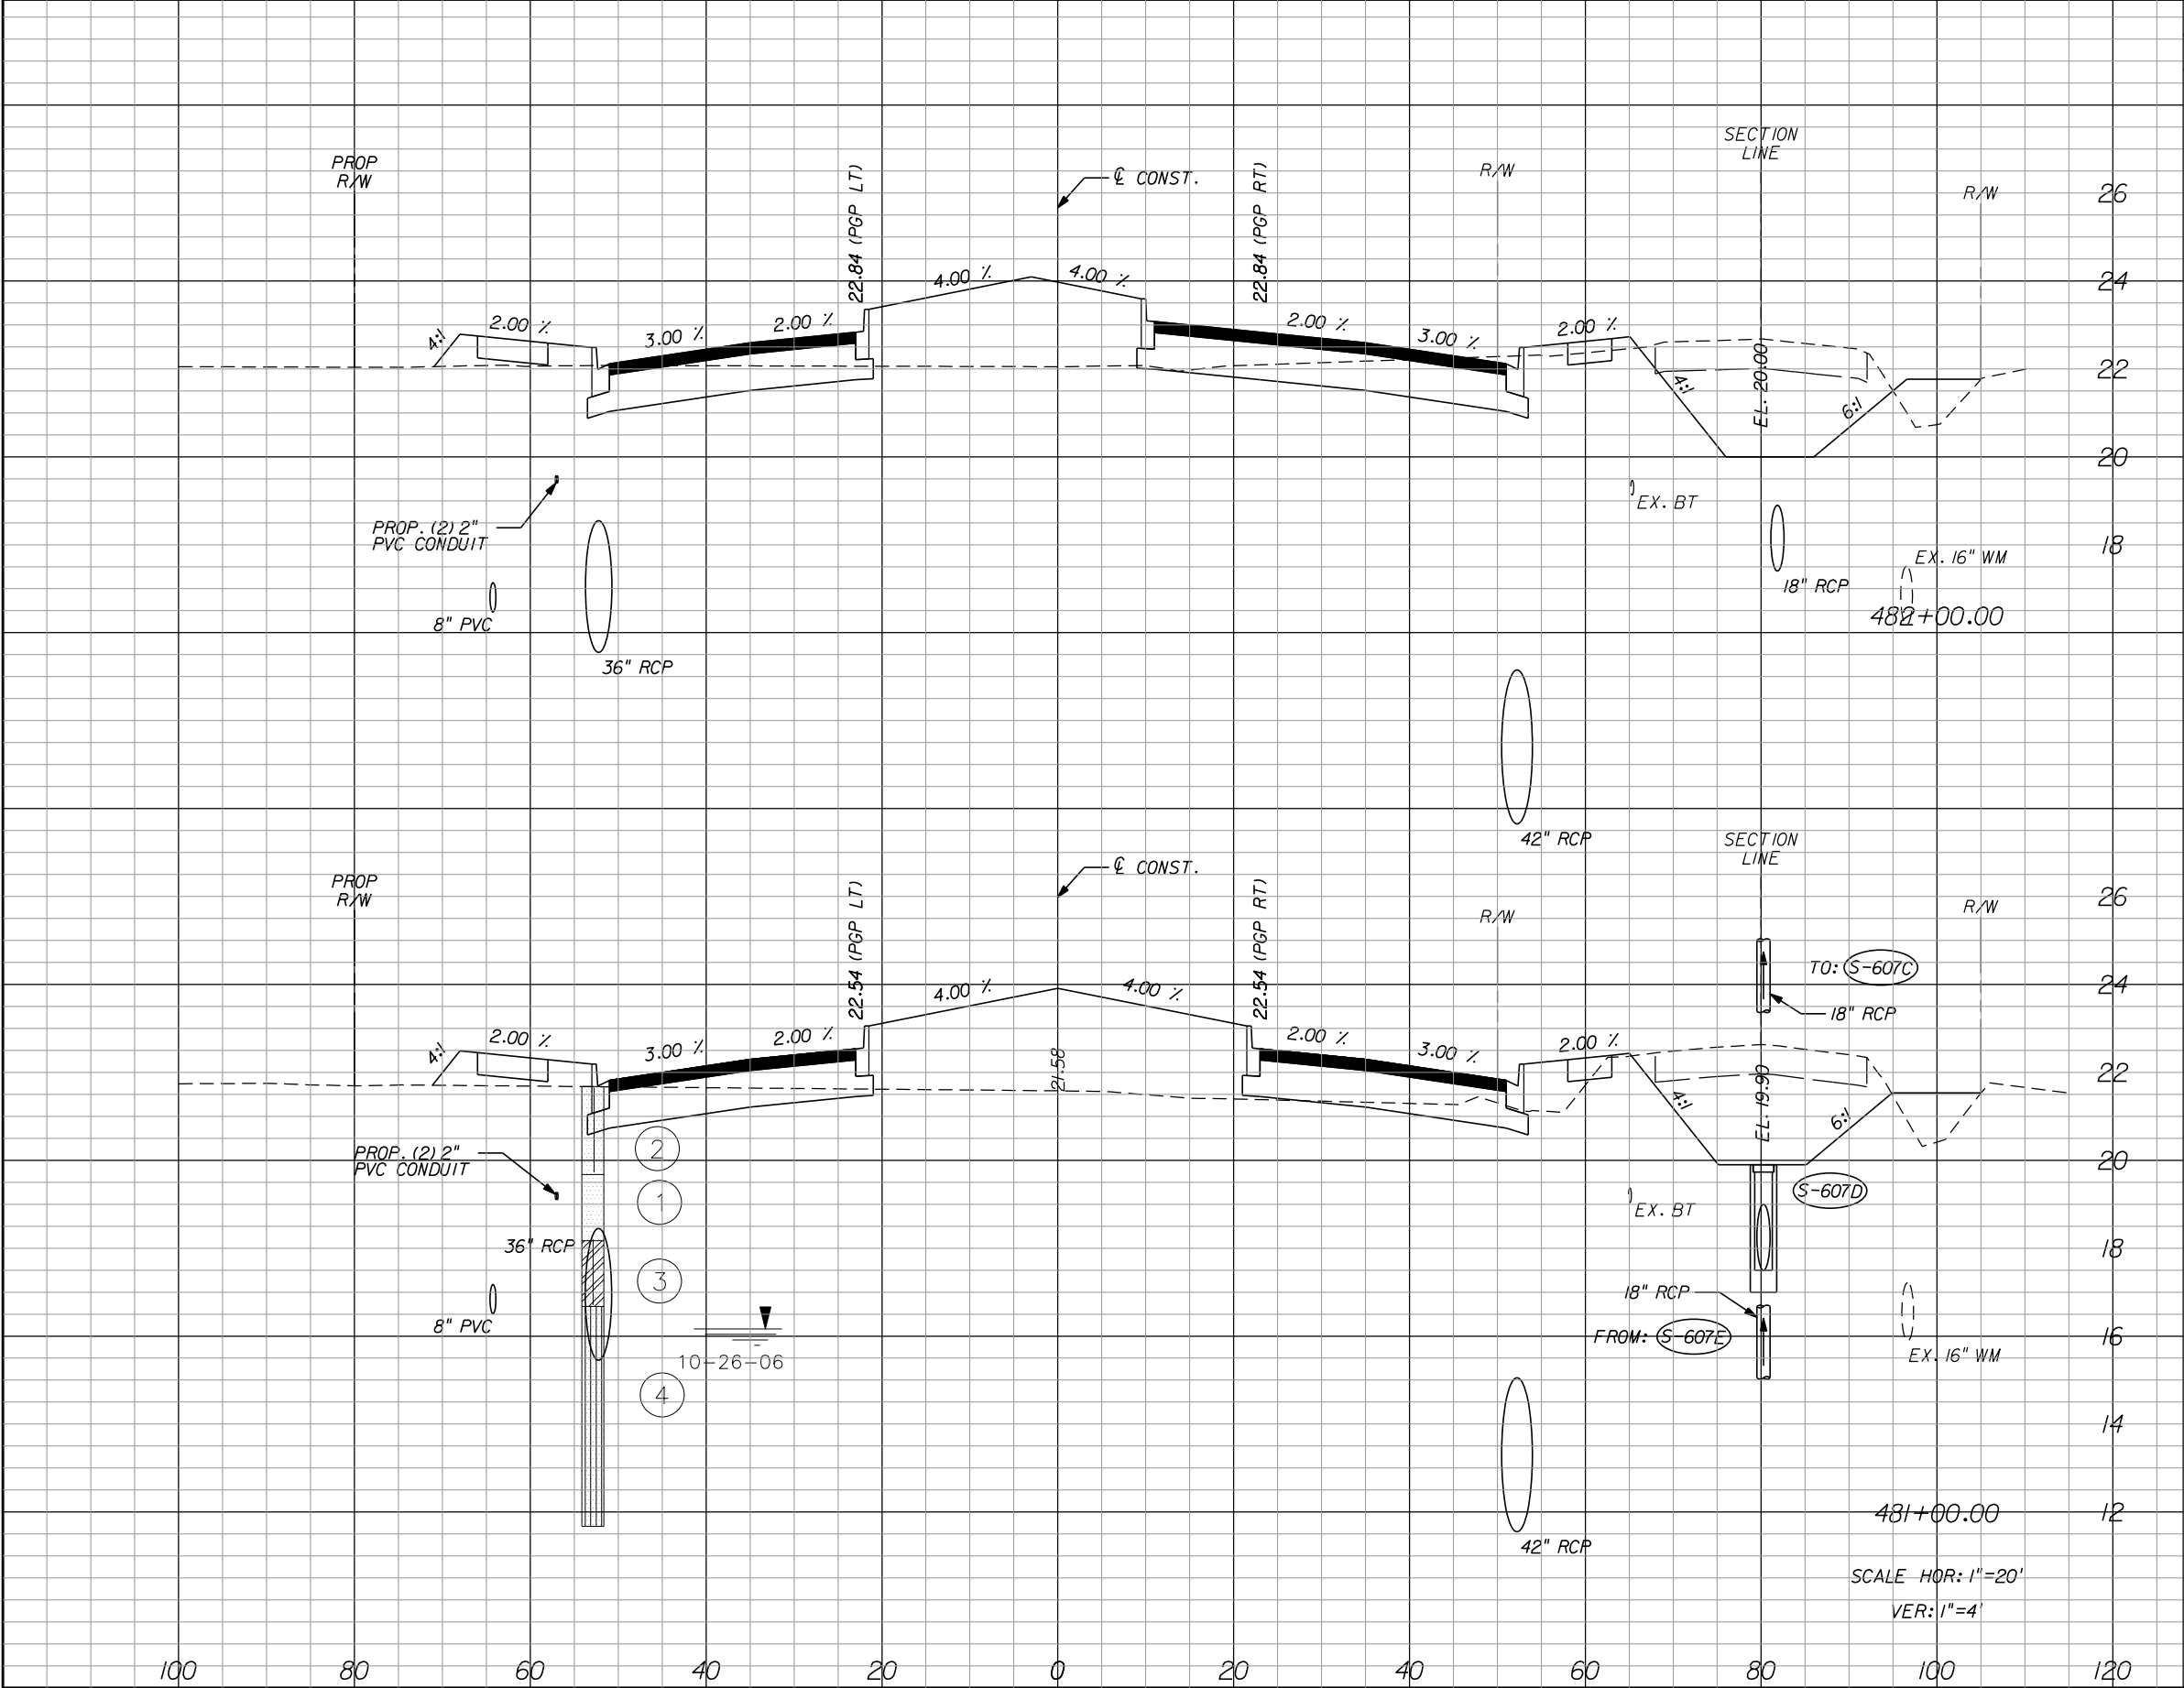 SECTION
LINE
PROP
R/W
22.84 (PGP LT)
℄ CONST.
22.84 (PGP RT)
R/W
R/W
26
24
4:1
2.00 %
3.00 %
2.00 %
4.00 %
4.00 %
2.00 %
3.00 %
2.00 %
4:1
EL. 20.00
6:1
22
20
PROP. (2) 2"
PVC CONDUIT
EX. BT
18
EX. 16" WM
18" RCP
8" PVC
482+00.00
36" RCP
42" RCP
SECTION
LINE
PROP
R/W
22.54 (PGP LT)
℄ CONST.
22.54 (PGP RT)
R/W
R/W
26
TO: S-607C
24
18" RCP
4:1
2.00 %
3.00 %
2.00 %
4.00 %
4.00 %
21.58
2.00 %
3.00 %
2.00 %
4:1
EL. 19.90
6:1
22
2
PROP. (2) 2"
PVC CONDUIT
20
1
S-607D
EX. BT
36" RCP
18
3
18" RCP
8" PVC
FROM: S-607E
16
10-26-06
EX. 16" WM
4
14
481+00.00
12
42" RCP
SCALE HOR: 1"=20'
VER: 1"=4'
100 80 60 40 20 0 20 40 60 80 100 120